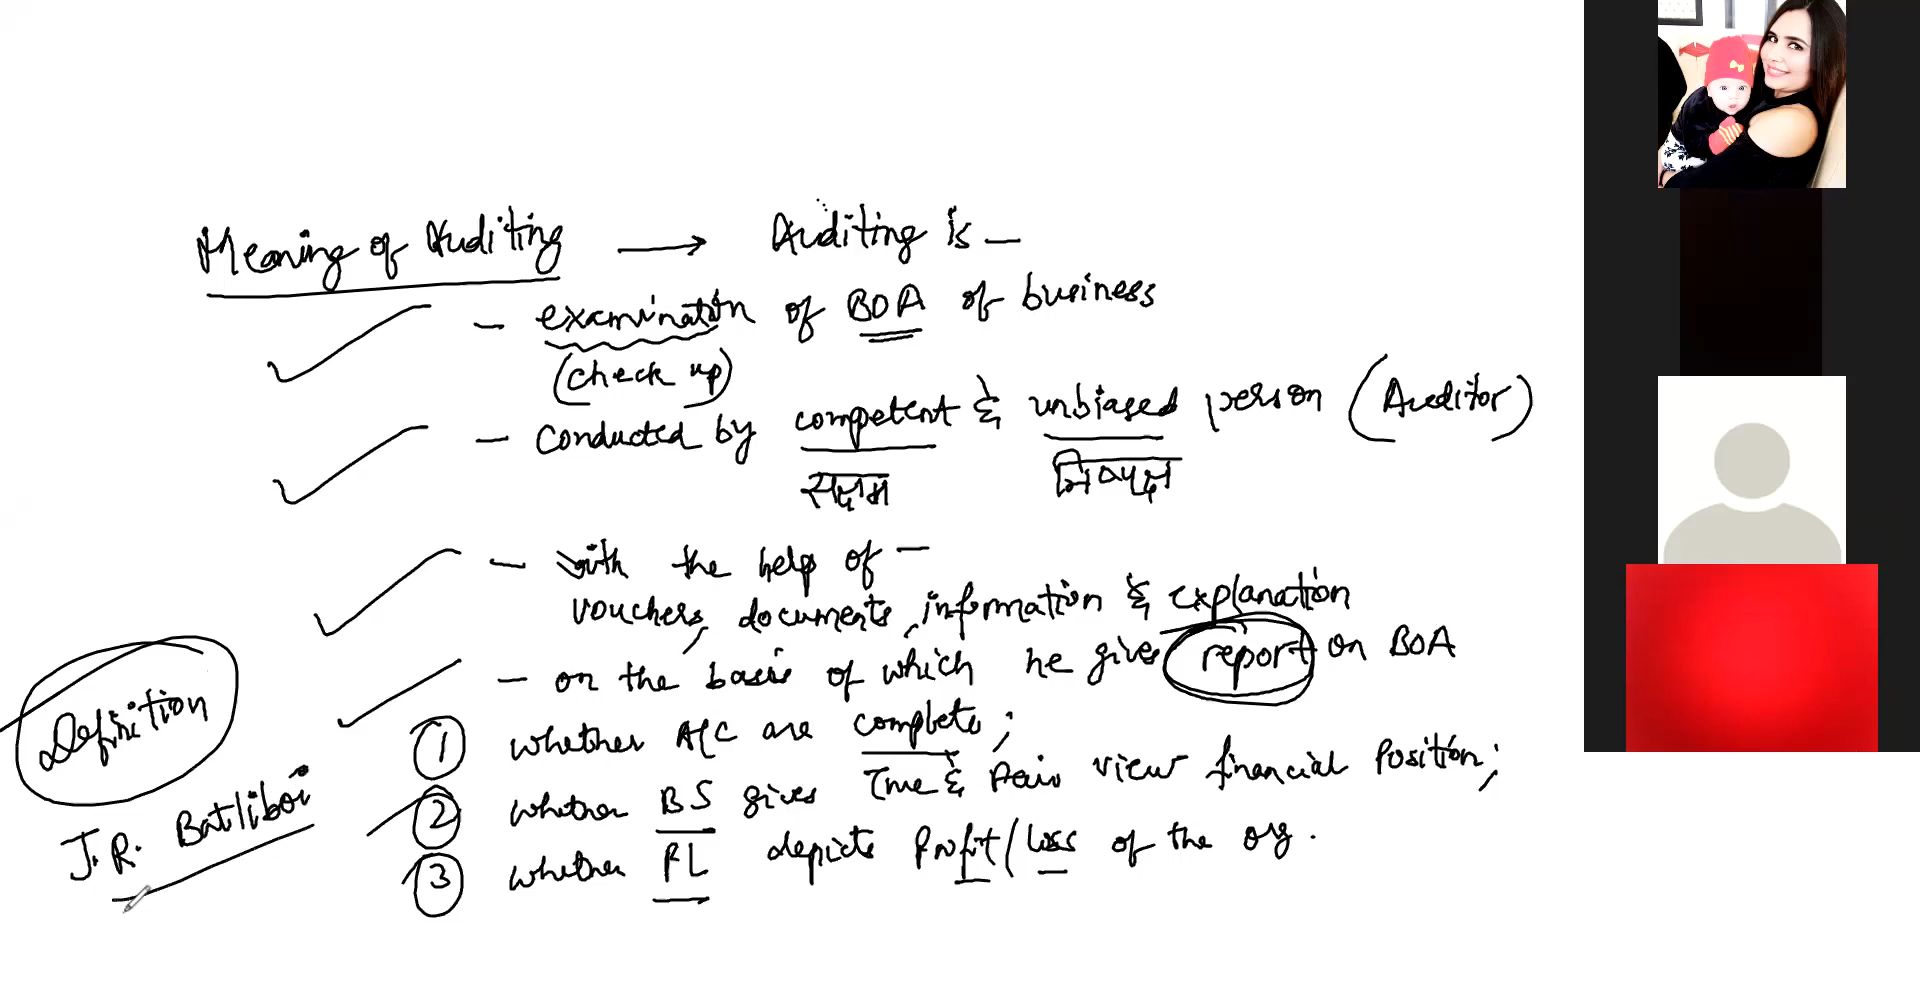 Meaning of Auditing → Auditing is –
– examination of BOA of business
(check up)
– conducted by competent & unbiased person (Auditor)
सक्षम निष्पक्ष
– with the help of –
vouchers, documents, information & explanation
– on the basis of which he gives report on BOA
① whether A/C are complete;
② whether BS gives True & Fair view financial Position;
③ whether PL depicts Profit/loss of the org.
Definition
J.R. Batliboi